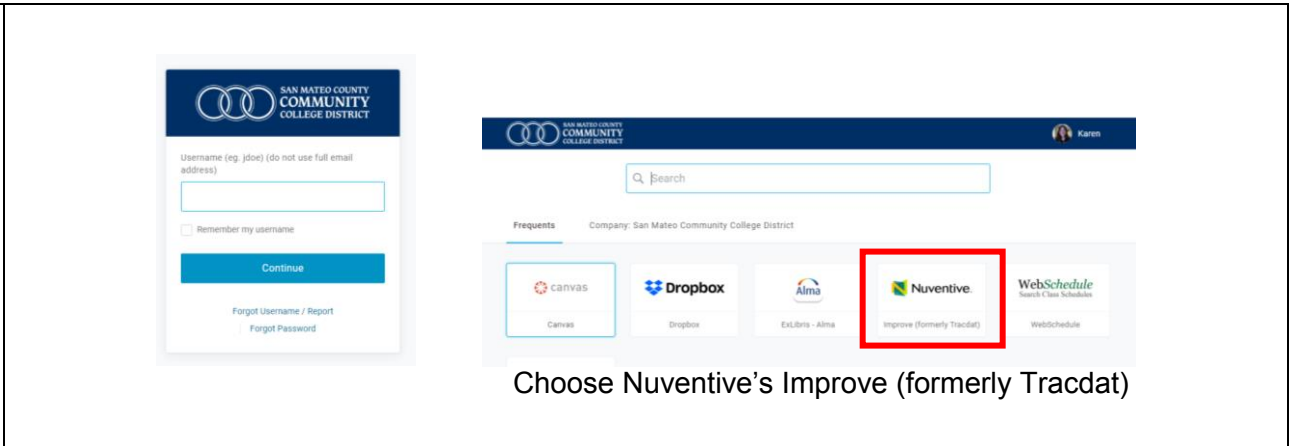 SAN MATEO COUNTY
COMMUNITY
COLLEGE DISTRICT
Username (eg. jdoe) (do not use full email
address)
Remember my username
Continue
Forgot Username / Report
Forgot Password
SAN MATEO COUNTY
COMMUNITY
COLLEGE DISTRICT
Karen
Search
Frequents Company: San Mateo Community College District
canvas
Dropbox
Alma
Nuventive.
WebSchedule
Search Class Schedules
Canvas
Dropbox
ExLibris - Alma
Improve (formerly Tracdat)
WebSchedule
Choose Nuventive’s Improve (formerly Tracdat)